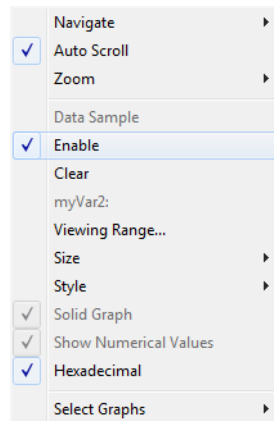 Navigate
Auto Scroll
Zoom
Data Sample
Enable
Clear
myVar2:
Viewing Range...
Size
Style
Solid Graph
Show Numerical Values
Hexadecimal
Select Graphs